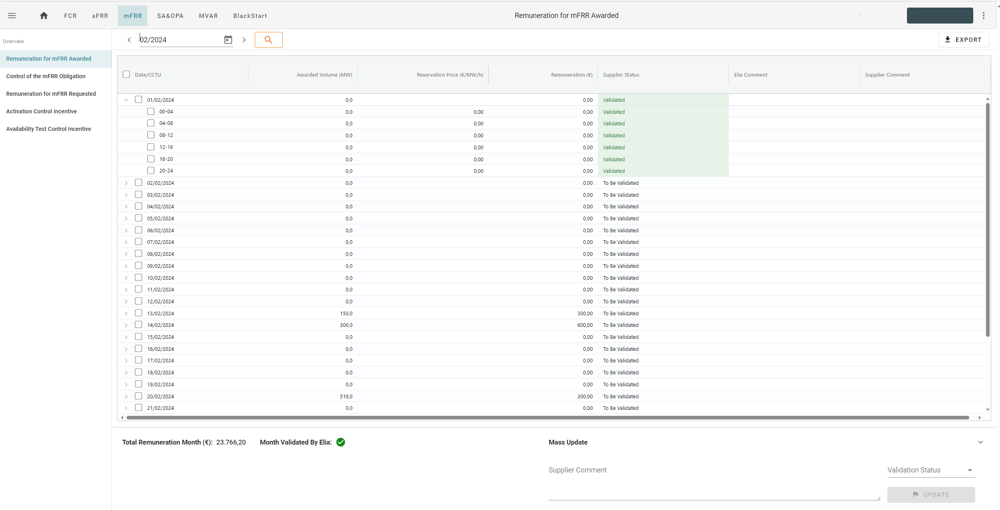 FCR aFRR mFRR SA&OPA MVAR BlackStart Remuneration for mFRR Awarded
Overview
Remuneration for mFRR Awarded
Control of the mFRR Obligation
Remuneration for mFRR Requested
Activation Control Incentive
Availability Test Control Incentive
02/2024 EXPORT
Date/CCTU Awarded Volume (MW) Reservation Price (€/MW/h) Remuneration (€) Supplier Status Elia Comment Supplier Comment
01/02/2024 0,0 0,00 Validated
00-04 0,0 0,00 0,00 Validated
04-08 0,0 0,00 0,00 Validated
08-12 0,0 0,00 0,00 Validated
12-16 0,0 0,00 0,00 Validated
16-20 0,0 0,00 0,00 Validated
20-24 0,0 0,00 0,00 Validated
02/02/2024 0,0 0,00 To Be Validated
03/02/2024 0,0 0,00 To Be Validated
04/02/2024 0,0 0,00 To Be Validated
05/02/2024 0,0 0,00 To Be Validated
06/02/2024 0,0 0,00 To Be Validated
07/02/2024 0,0 0,00 To Be Validated
08/02/2024 0,0 0,00 To Be Validated
09/02/2024 0,0 0,00 To Be Validated
10/02/2024 0,0 0,00 To Be Validated
11/02/2024 0,0 0,00 To Be Validated
12/02/2024 0,0 0,00 To Be Validated
13/02/2024 150,0 300,00 To Be Validated
14/02/2024 300,0 600,00 To Be Validated
15/02/2024 0,0 0,00 To Be Validated
16/02/2024 0,0 0,00 To Be Validated
17/02/2024 0,0 0,00 To Be Validated
18/02/2024 0,0 0,00 To Be Validated
19/02/2024 0,0 0,00 To Be Validated
20/02/2024 519,0 300,00 To Be Validated
21/02/2024 0,0 0,00 To Be Validated
Total Remuneration Month (€): 23.766,20 Month Validated By Elia: Mass Update
Supplier Comment Validation Status
UPDATE